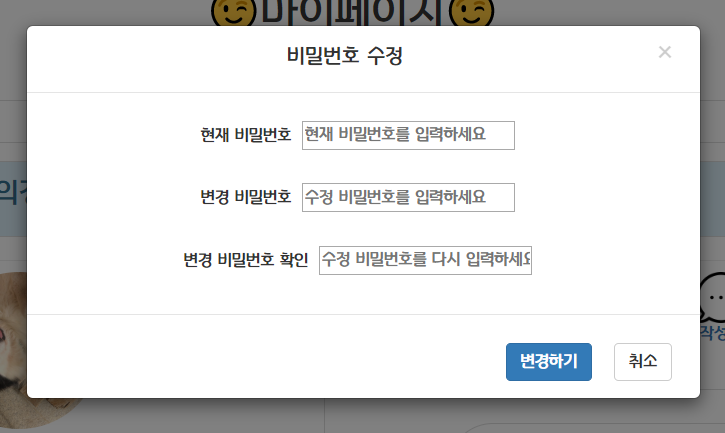 😉마이페이지😉
비밀번호 수정
×
의
현재 비밀번호 현재 비밀번호를 입력하세요
변경 비밀번호 수정 비밀번호를 입력하세요
변경 비밀번호 확인 수정 비밀번호를 다시 입력하세요
작성
변경하기 취소